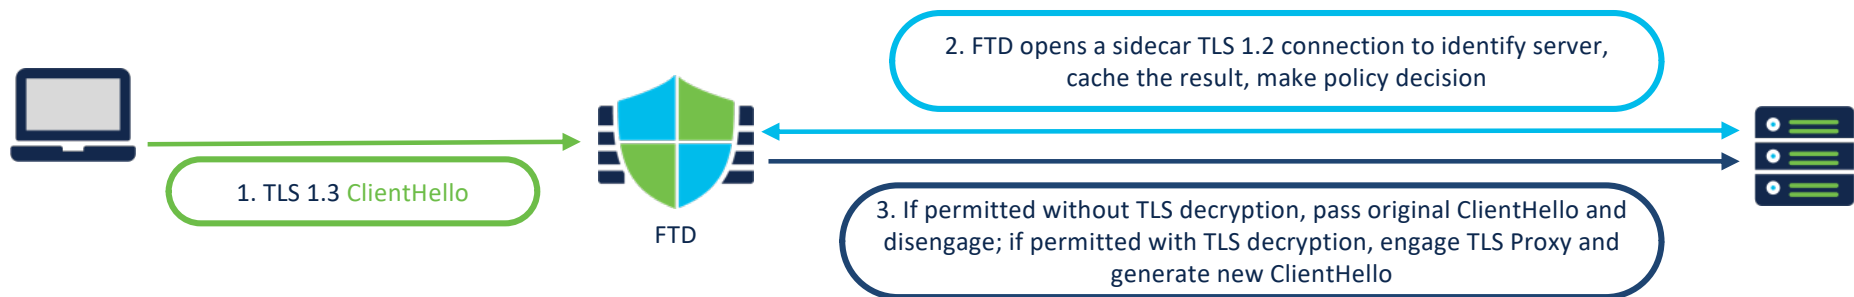 2. FTD opens a sidecar TLS 1.2 connection to identify server,
cache the result, make policy decision
1. TLS 1.3 ClientHello
FTD
3. If permitted without TLS decryption, pass original ClientHello and
disengage; if permitted with TLS decryption, engage TLS Proxy and
generate new ClientHello